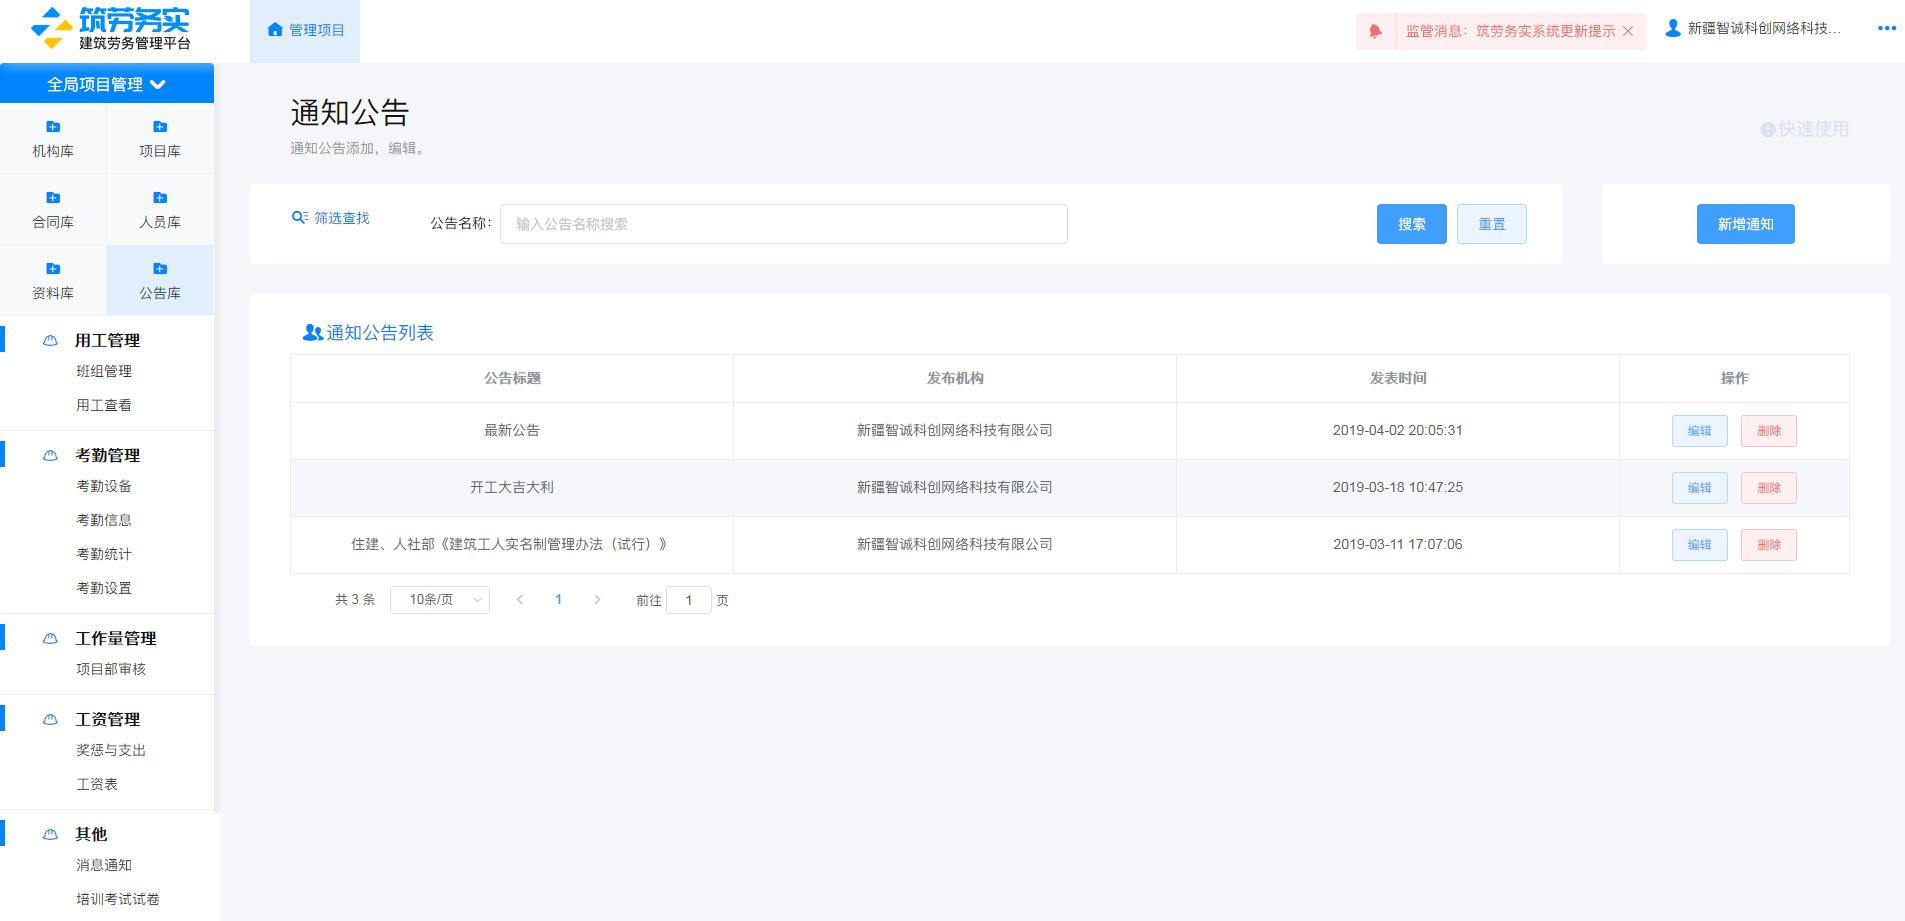 筑劳务实
建筑劳务管理平台
管理项目
监管消息：筑劳务实系统更新提示
新疆智诚科创网络科技...
全局项目管理
机构库
项目库
合同库
人员库
资料库
公告库
用工管理
班组管理
用工查看
考勤管理
考勤设备
考勤信息
考勤统计
考勤设置
工作量管理
项目部审核
工资管理
奖惩与支出
工资表
其他
消息通知
培训考试试卷
通知公告
通知公告添加，编辑。
快速使用
筛选查找
公告名称：
输入公告名称搜索
搜索
重置
新增通知
通知公告列表
公告标题 发布机构 发表时间 操作
最新公告 新疆智诚科创网络科技有限公司 2019-04-02 20:05:31 编辑 删除
开工大吉大利 新疆智诚科创网络科技有限公司 2019-03-18 10:47:25 编辑 删除
住建、人社部《建筑工人实名制管理办法（试行）》 新疆智诚科创网络科技有限公司 2019-03-11 17:07:06 编辑 删除
共 3 条 10条/页 1 前往 1 页